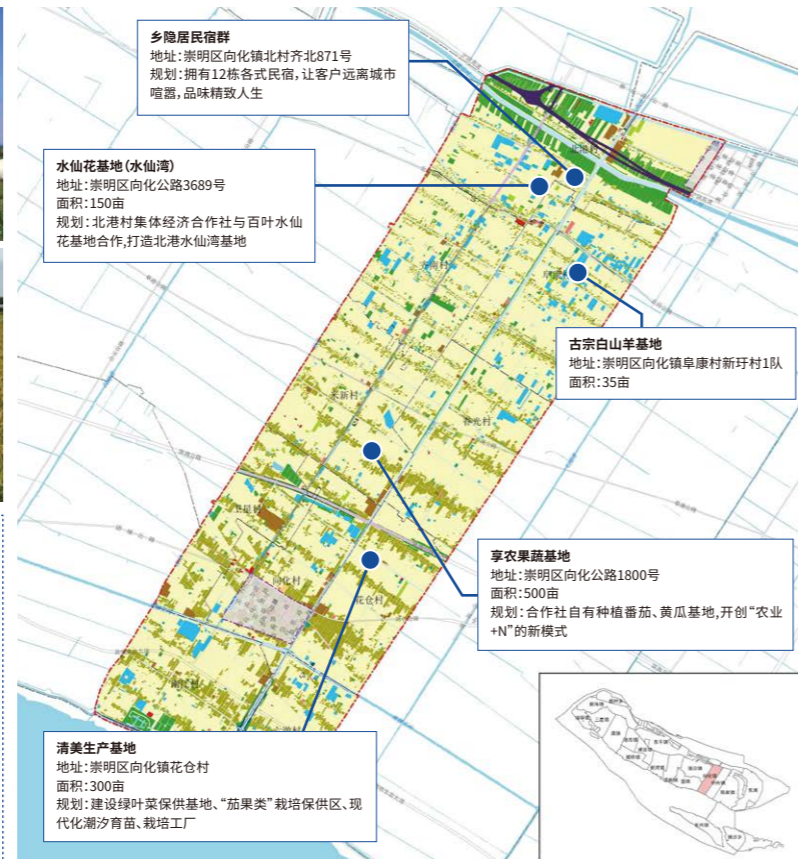 乡隐居民宿群
地址:崇明区向化镇北村齐北871号
规划:拥有12栋各式民宿,让客户远离城市
喧嚣,品味精致人生
水仙花基地(水仙湾)
地址:崇明区向化公路3689号
面积:150亩
规划:北港村集体经济合作社与百叶水仙
花基地合作,打造北港水仙湾基地
古宗白山羊基地
地址:崇明区向化镇阜康村新玗村1队
面积:35亩
春光村
卫星村
向化村
花仓村
享农果蔬基地
地址:崇明区向化公路1800号
面积:500亩
规划:合作社自有种植番茄、黄瓜基地,开创“农业
+N”的新模式
清美生产基地
地址:崇明区向化镇花仓村
面积:300亩
规划:建设绿叶菜保供基地、“茄果类”栽培保供区、现
代化潮汐育苗、栽培工厂